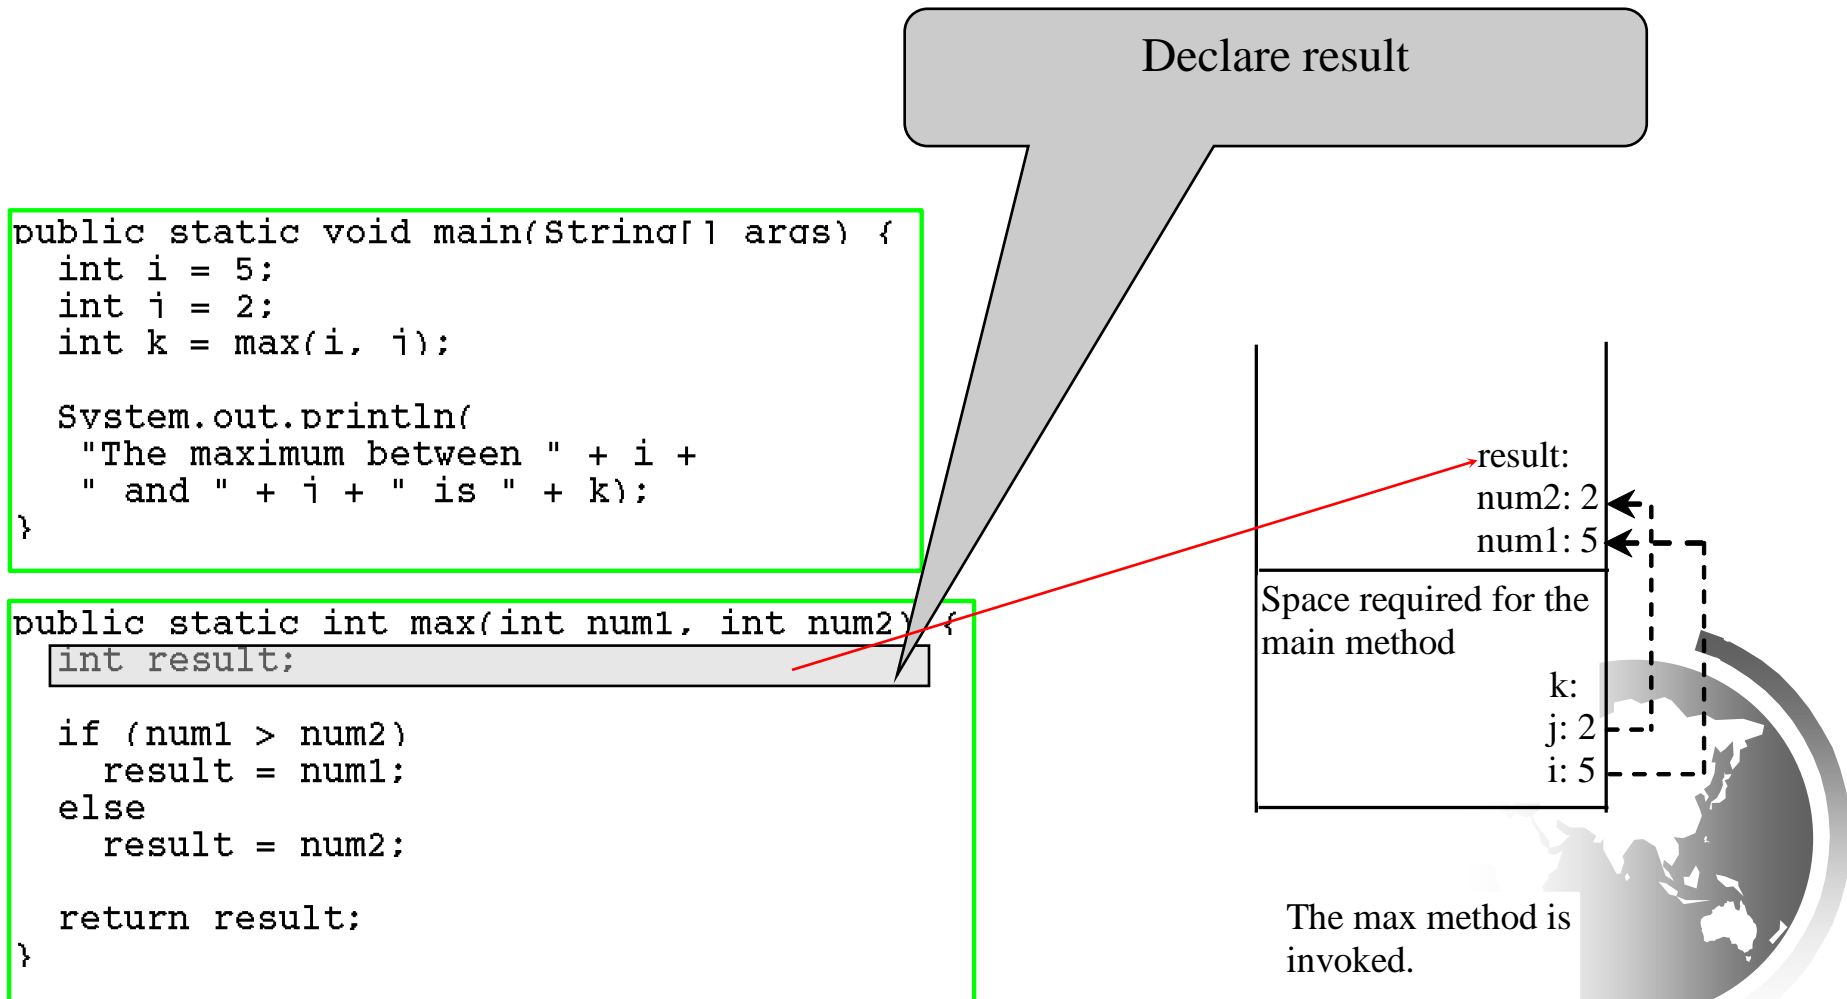 Declare result
public static void main(String[] args) {
  int i = 5;
  int j = 2;
  int k = max(i, j);
  System.out.println(
   "The maximum between " + i +
   " and " + j + " is " + k);
}
public static int max(int num1, int num2) {
  int result;
  if (num1 > num2)
    result = num1;
  else
    result = num2;
  return result;
}
result:
num2: 2
num1: 5
Space required for the
main method
k:
j: 2
i: 5
The max method is
invoked.